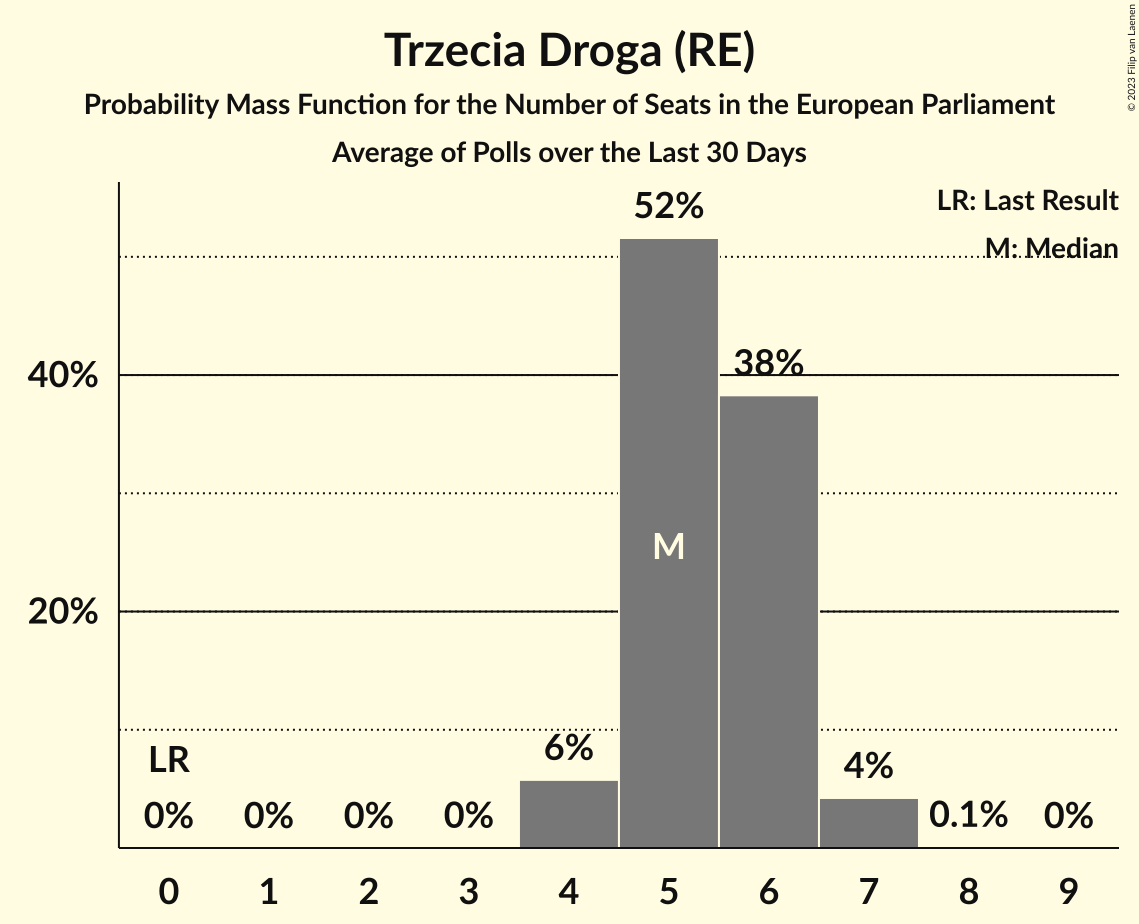 Trzecia Droga (RE)
Probability Mass Function for the Number of Seats in the European Parliament
Average of Polls over the Last 30 Days
© 2023 Filip van Laenen
LR: Last Result
M: Median
52%
38%
40%
M
20%
LR
6%
4%
0% 0% 0% 0% 0.1% 0%
0 1 2 3 4 5 6 7 8 9